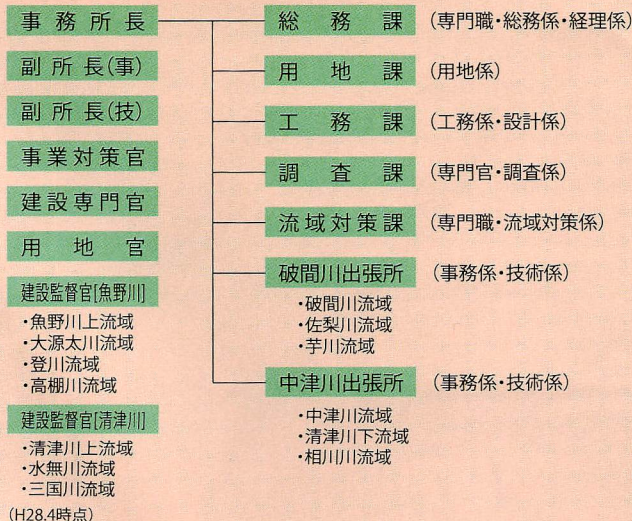 事務所長
副所長(事)
副所長(技)
事業対策官
建設専門官
用地官
建設監督官[魚野川]
・魚野川上流域
・大源太川流域
・登川流域
・高棚川流域
建設監督官[清津川]
・清津川上流域
・水無川流域
・三国川流域
(H28.4時点)
総務課 (専門職・総務係・経理係)
用地課 (用地係)
工務課 (工務係・設計係)
調査課 (専門官・調査係)
流域対策課 (専門職・流域対策係)
破間川出張所 (事務係・技術係)
・破間川流域
・佐梨川流域
・芋川流域
中津川出張所 (事務係・技術係)
・中津川流域
・清津川下流域
・相川川流域